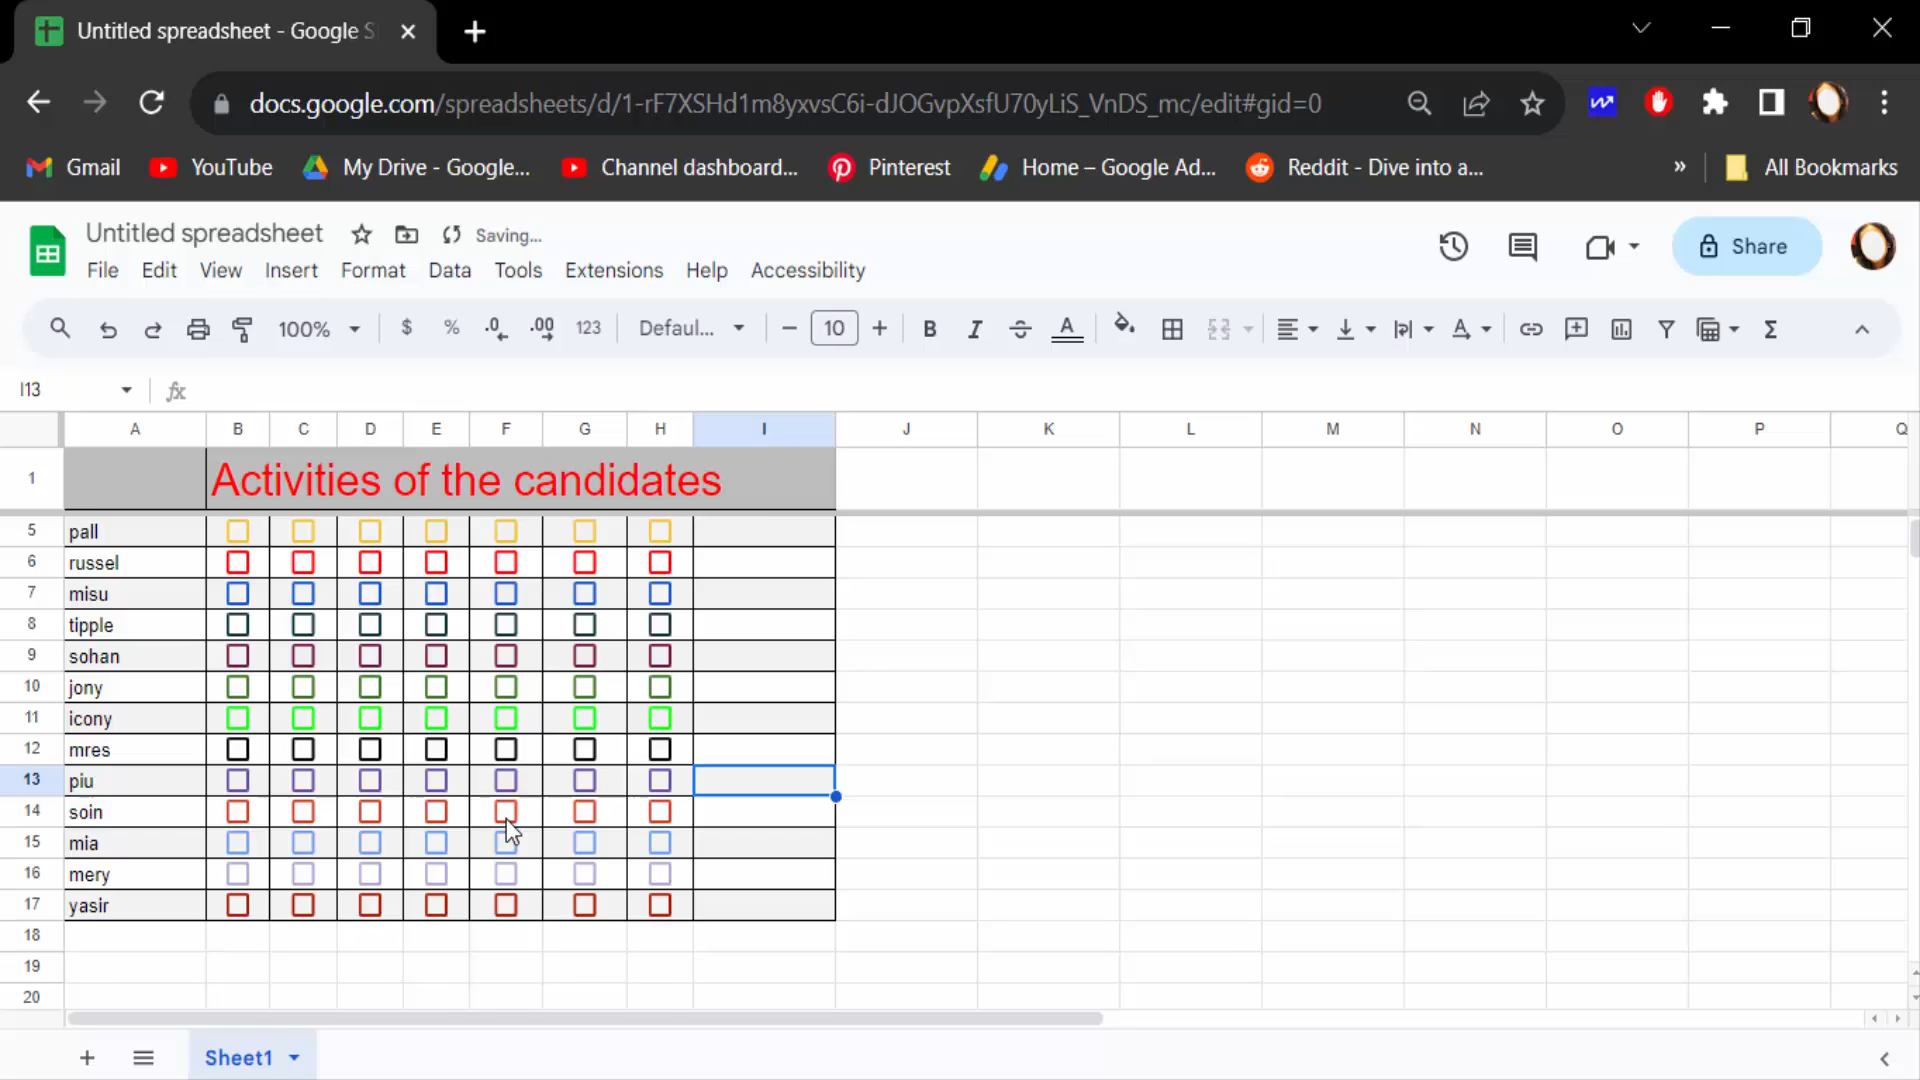 Untitled spreadsheet - Google S
docs.google.com/spreadsheets/d/1-rF7XSHd1m8yxvsC6i-dJOGvpXsfU70yLiS_VnDS_mc/edit#gid=0
Gmail YouTube My Drive - Google... Channel dashboard... Pinterest Home – Google Ad... Reddit - Dive into a... » All Bookmarks
Untitled spreadsheet Saving...
File Edit View Insert Format Data Tools Extensions Help Accessibility
Share
100% $ % .0 .00 123 Defaul... 10 B I A A Σ
I13 fx
A B C D E F G H I J K L M N O P Q
1 Activities of the candidates
5 pall
6 russel
7 misu
8 tipple
9 sohan
10 jony
11 icony
12 mres
13 piu
14 soin
15 mia
16 mery
17 yasir
18
19
20
Sheet1